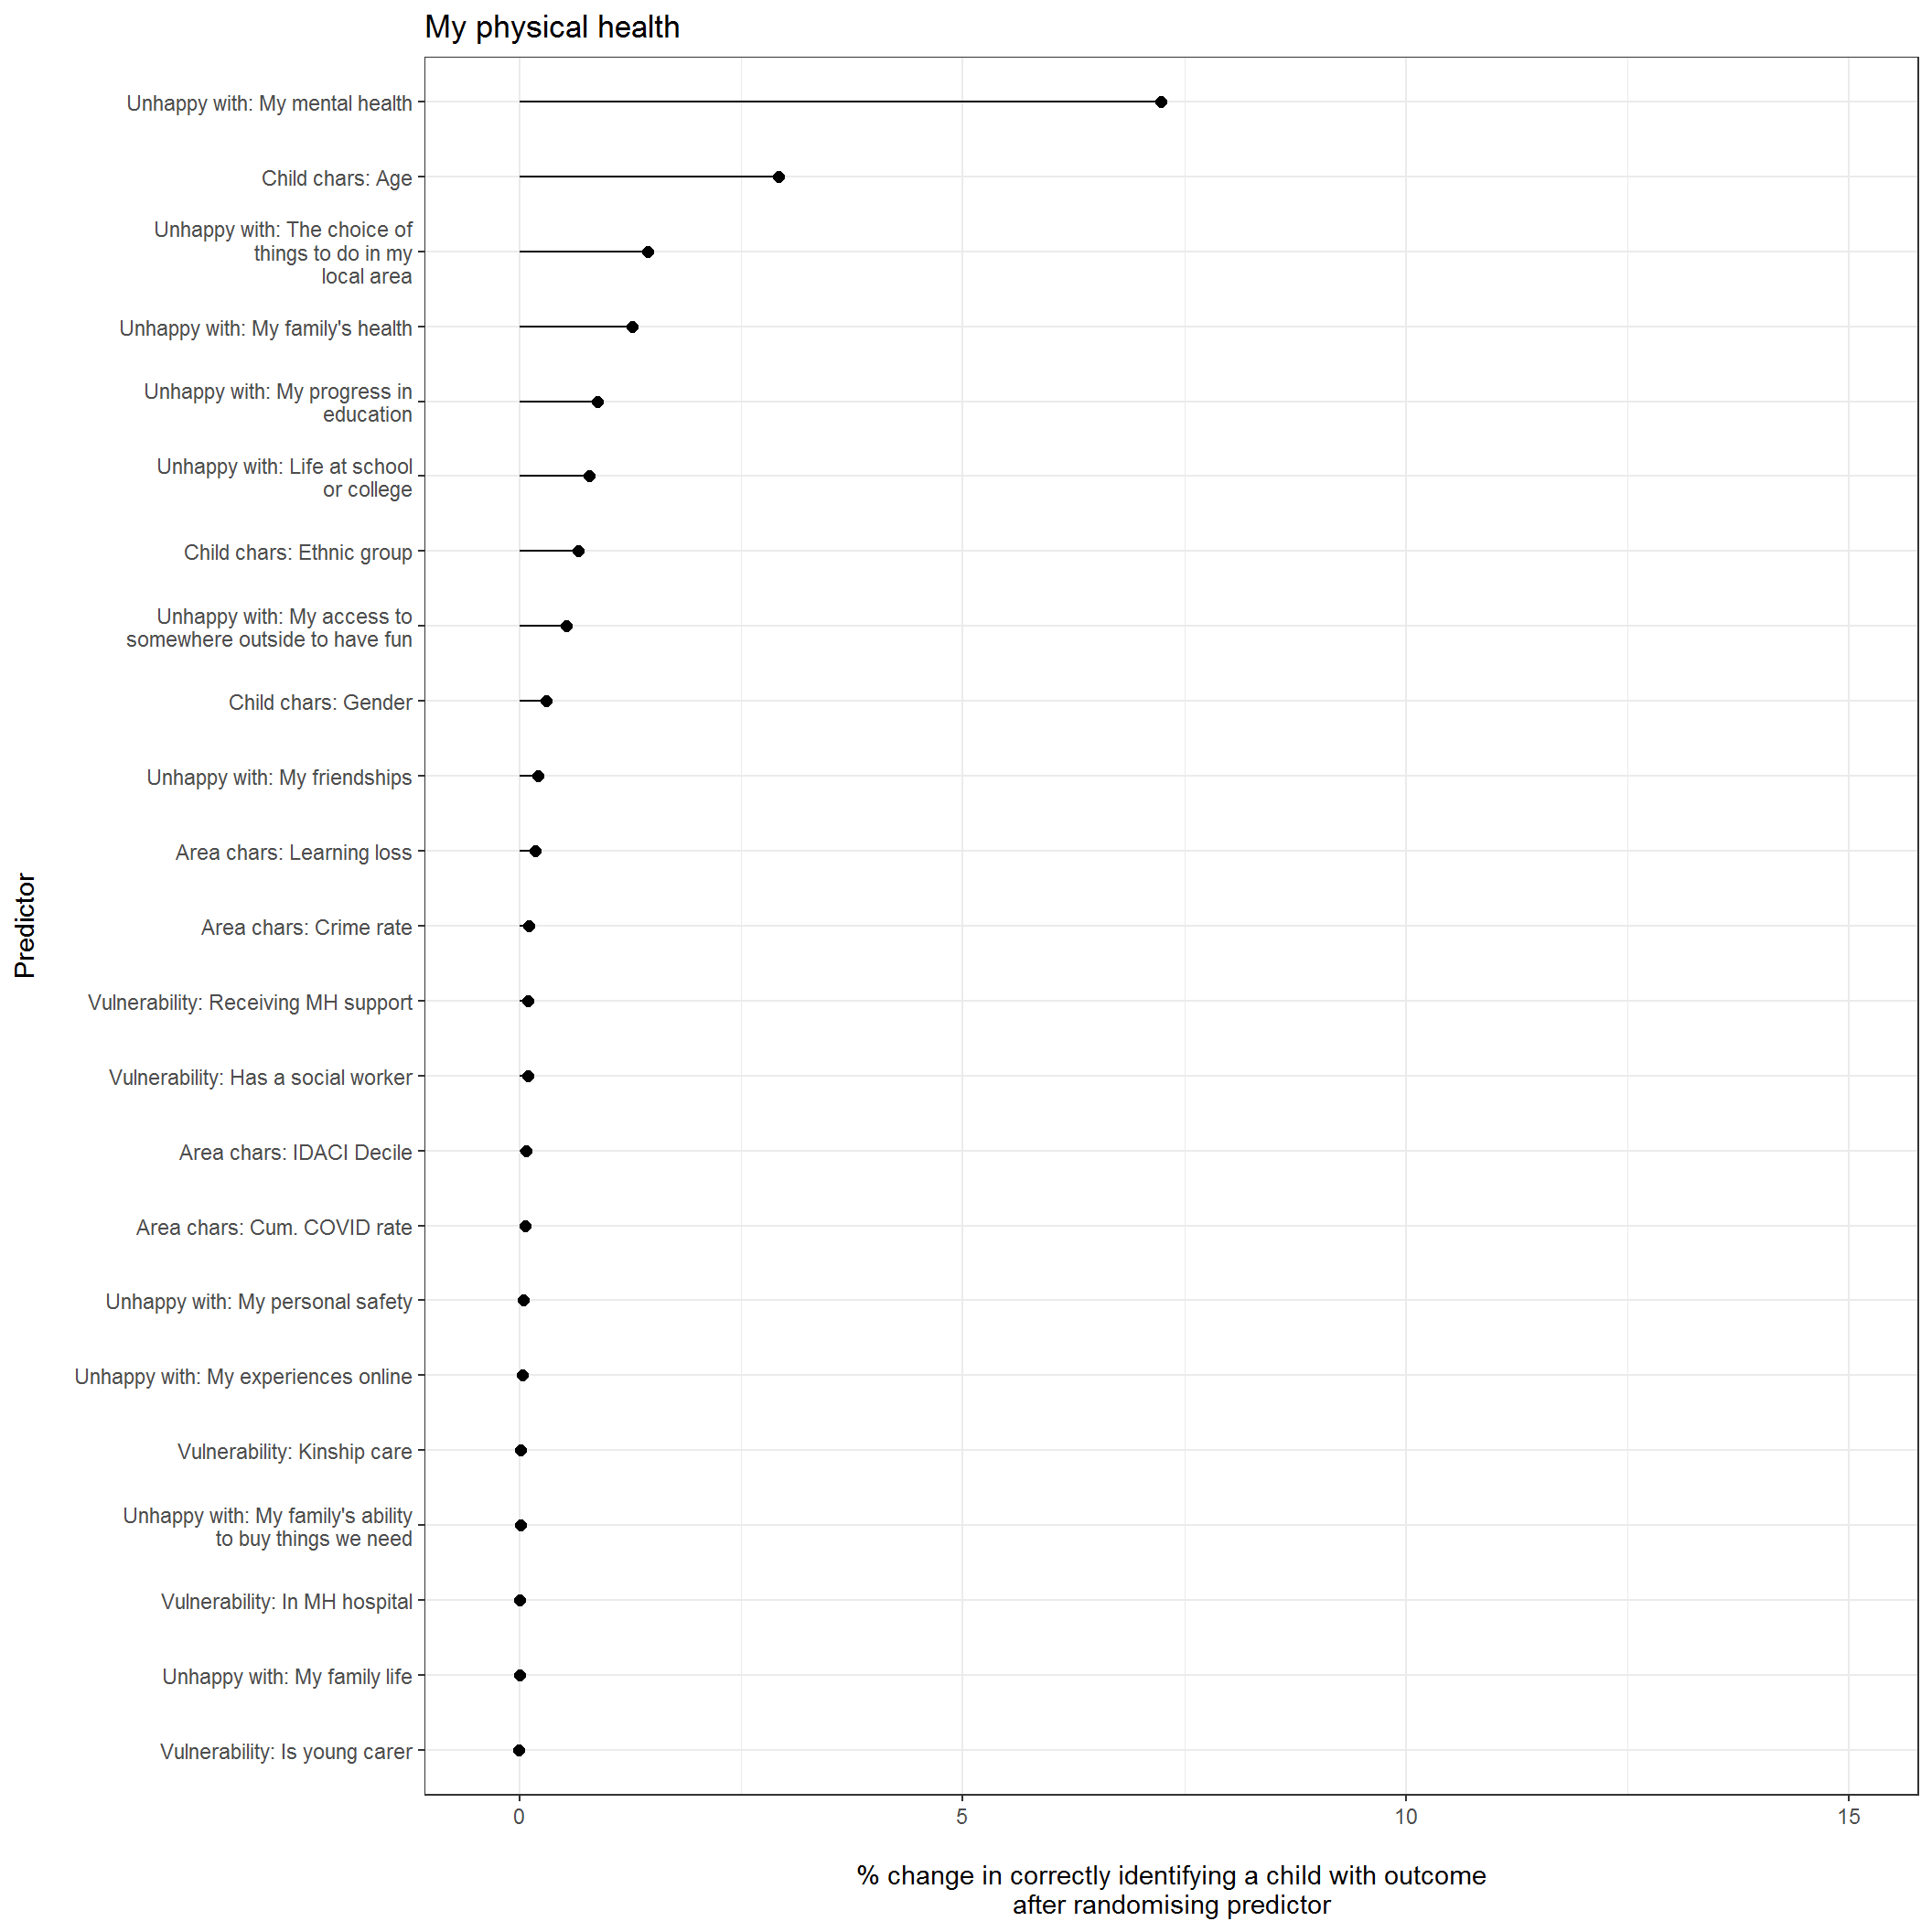 My physical health
Unhappy with: My mental health
Child chars: Age
Unhappy with: The choice of
things to do in my
local area
Unhappy with: My family's health
Unhappy with: My progress in
education
Unhappy with: Life at school
or college
Child chars: Ethnic group
Unhappy with: My access to
somewhere outside to have fun
Child chars: Gender
Unhappy with: My friendships
Area chars: Learning loss
Area chars: Crime rate
Vulnerability: Receiving MH support
Vulnerability: Has a social worker
Area chars: IDACI Decile
Area chars: Cum. COVID rate
Unhappy with: My personal safety
Unhappy with: My experiences online
Vulnerability: Kinship care
Unhappy with: My family's ability
to buy things we need
Vulnerability: In MH hospital
Unhappy with: My family life
Vulnerability: Is young carer
Predictor
0 5 10 15
% change in correctly identifying a child with outcome
after randomising predictor